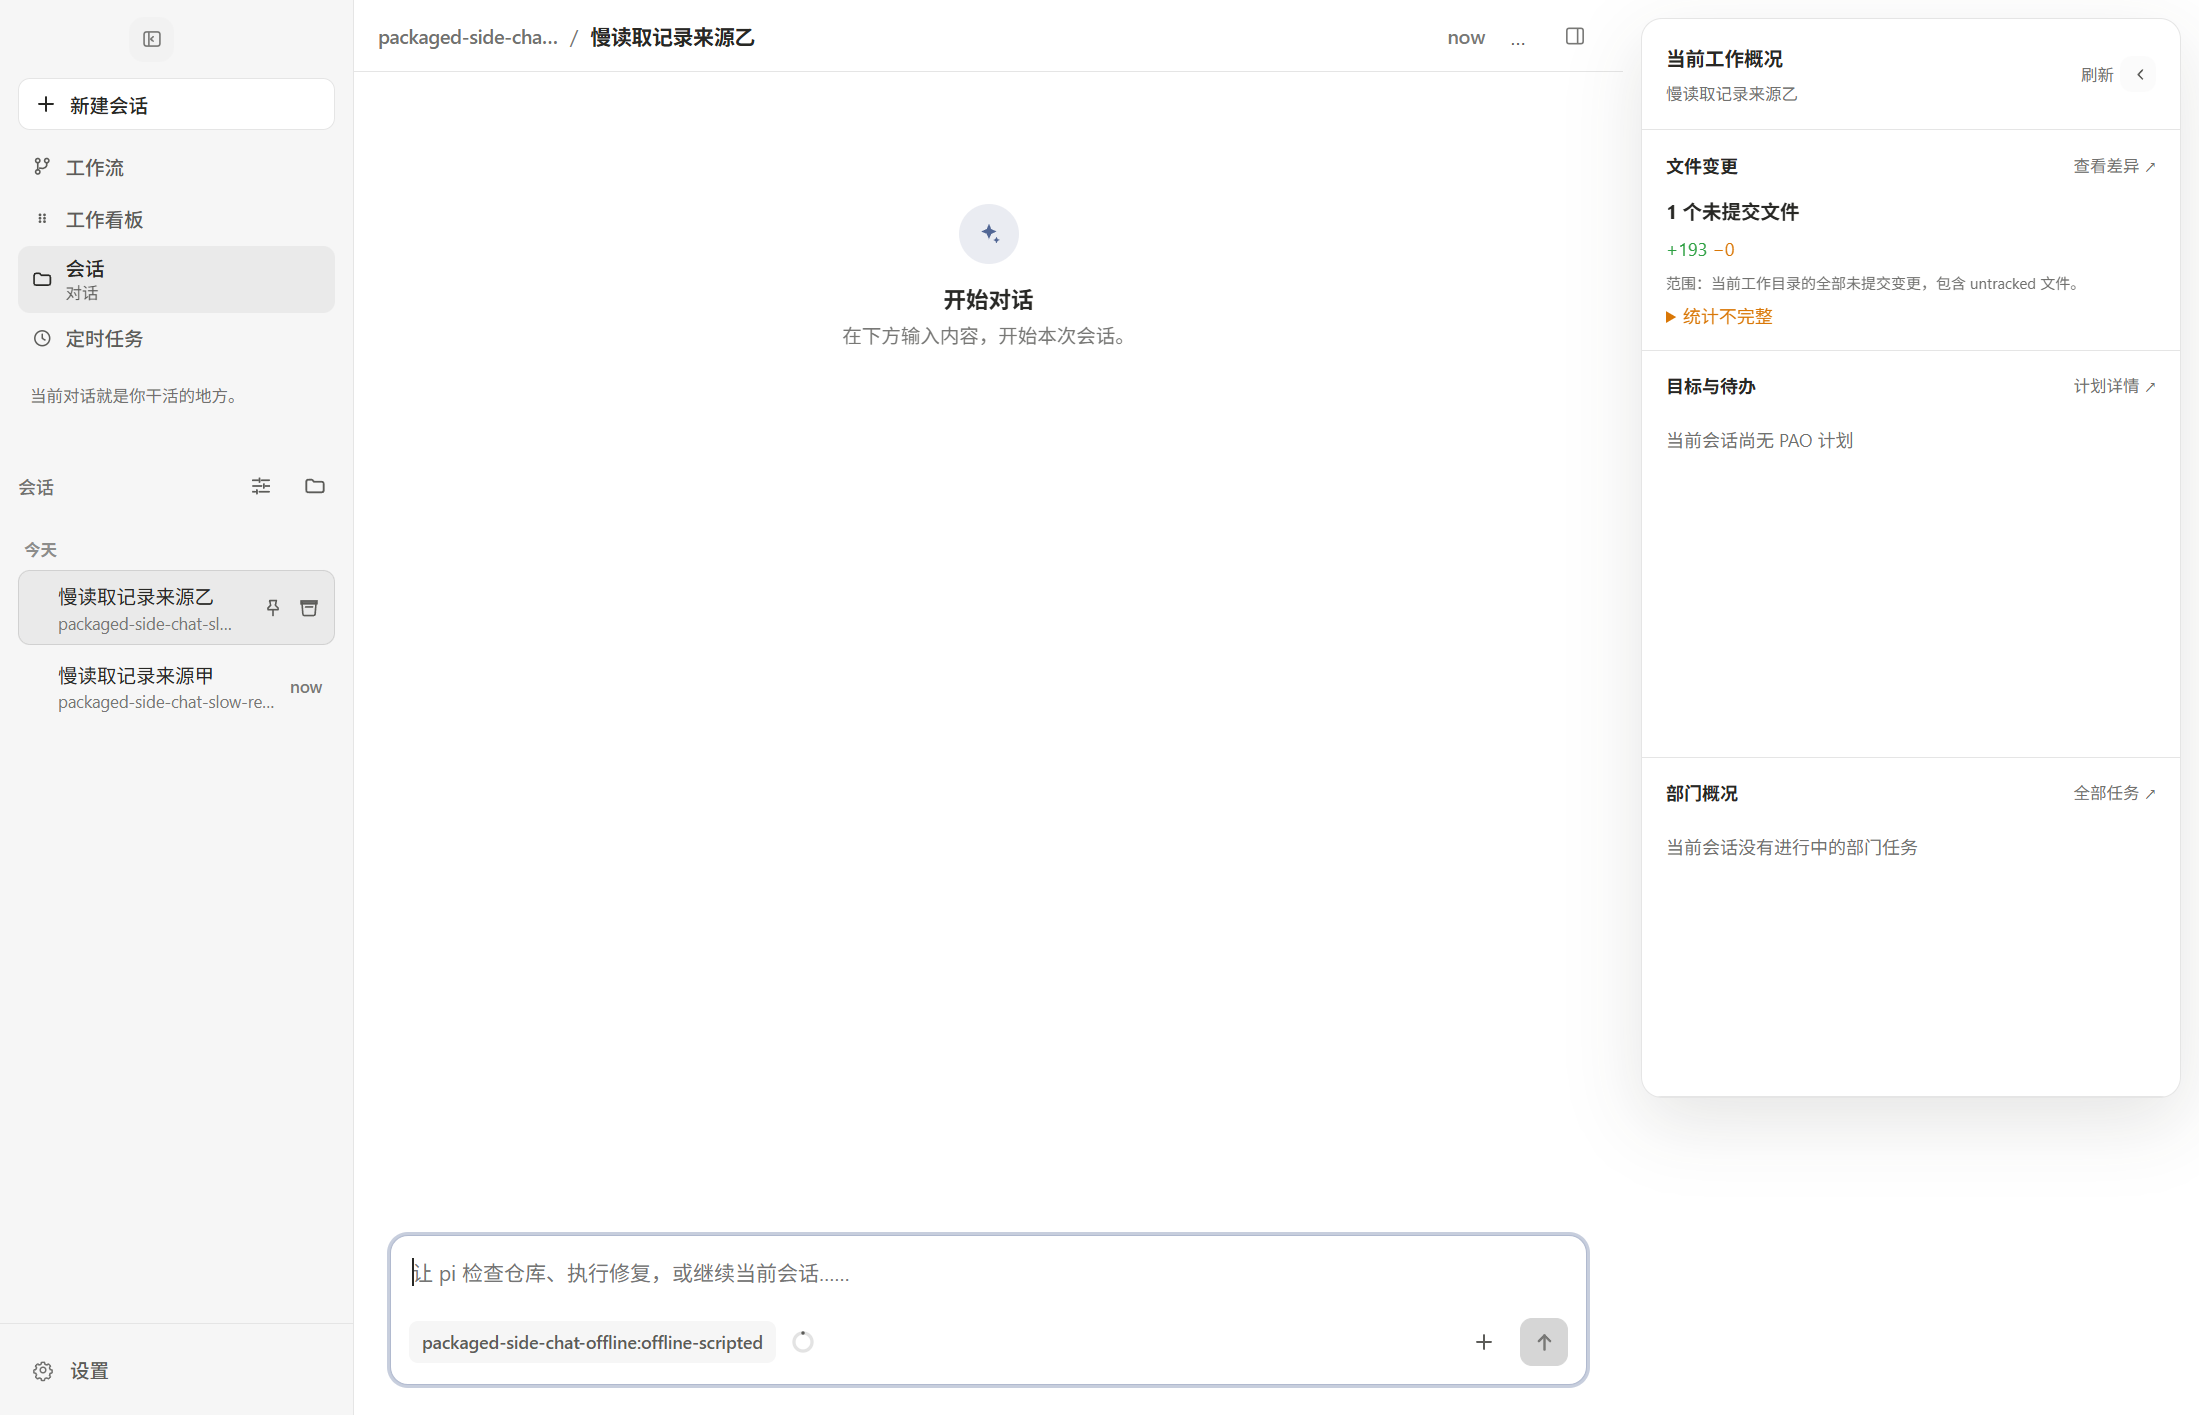 新建会话
工作流
工作看板
会话
对话
定时任务
当前对话就是你干活的地方。
会话
今天
慢读取记录来源乙
packaged-side-chat-sl...
慢读取记录来源甲
packaged-side-chat-slow-re...
now
设置
packaged-side-cha... / 慢读取记录来源乙
now
...
开始对话
在下方输入内容，开始本次会话。
让 pi 检查仓库、执行修复，或继续当前会话......
packaged-side-chat-offline:offline-scripted
当前工作概况
慢读取记录来源乙
刷新
文件变更
查看差异 ↗
1 个未提交文件
+193 −0
范围：当前工作目录的全部未提交变更，包含 untracked 文件。
统计不完整
目标与待办
计划详情 ↗
当前会话尚无 PAO 计划
部门概况
全部任务 ↗
当前会话没有进行中的部门任务